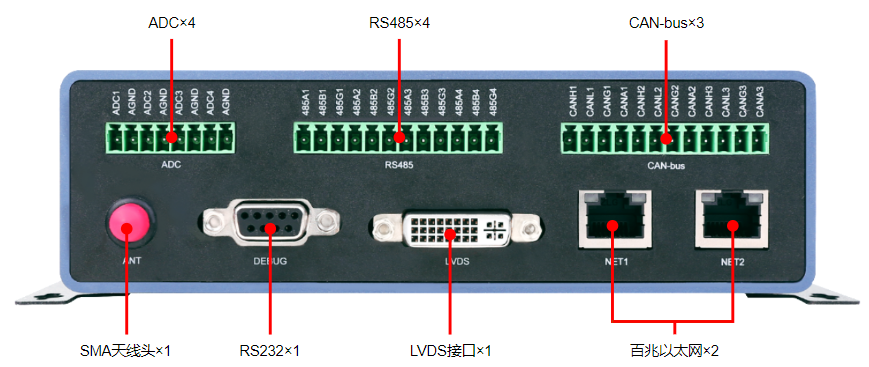 ADC×4
RS485×4
CAN-bus×3
ADC1 AGND ADC2 AGND ADC3 AGND ADC4 AGND
485A1 485B1 485G1 485A2 485B2 485G2 485A3 485B3 485G3 485A4 485B4 485G4
CANH1 CANL1 CANG1 CANA1 CANH2 CANL2 CANG2 CANA2 CANH3 CANL3 CANG3 CANA3
ADC
RS485
CAN-bus
ANT
DEBUG
LVDS
NET1
NET2
SMA天线头×1
RS232×1
LVDS接口×1
百兆以太网×2